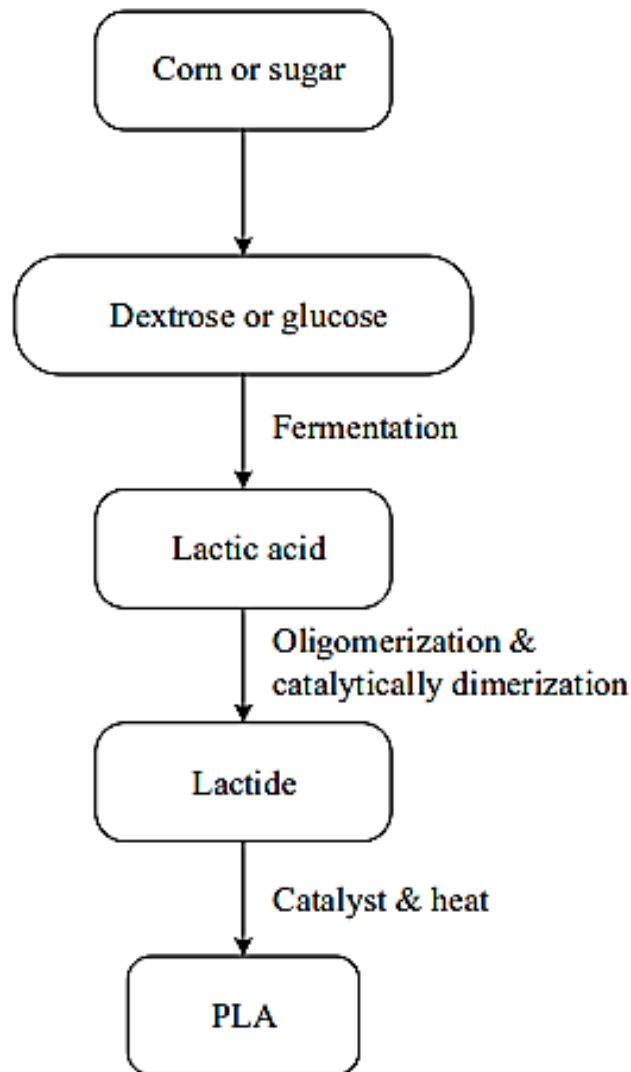 Corn or sugar
Dextrose or glucose
Fermentation
Lactic acid
Oligomerization &
catalytically dimerization
Lactide
Catalyst & heat
PLA